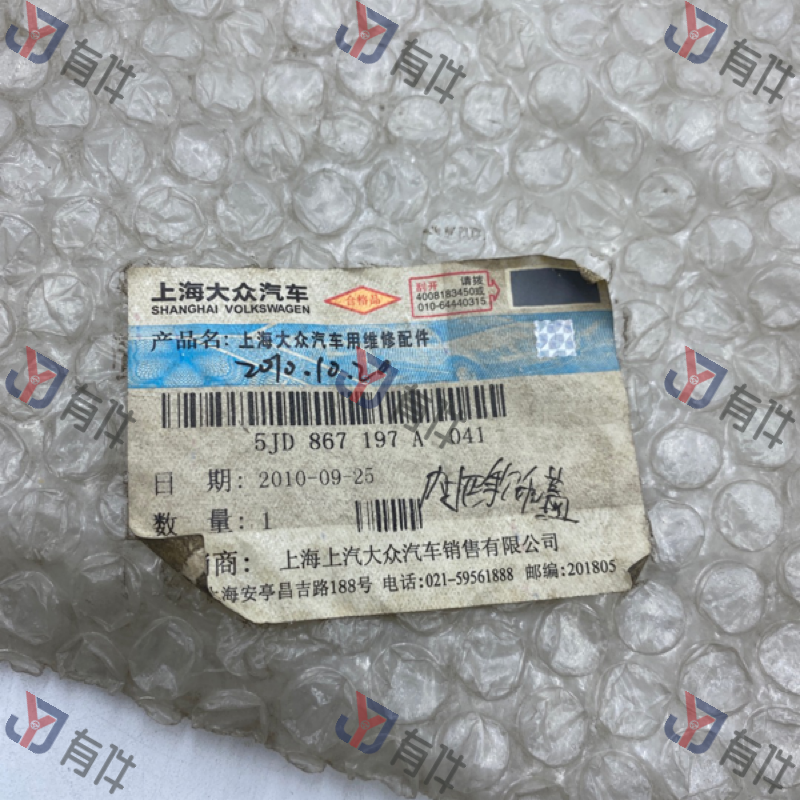 上海大众汽车
SHANGHAI VOLKSWAGEN
合格品
刮开 请拨
4008183450或
010-64440315
产品名: 上海大众汽车用维修配件
2010.10.20
5JD 867 197 A 041
日 期: 2010-09-25
数 量: 1
商: 上海上汽大众汽车销售有限公司
上海安亭昌吉路188号 电话:021-59561888 邮编:201805
有件
有件
有件
有件
有件
有件
有件
有件
有件